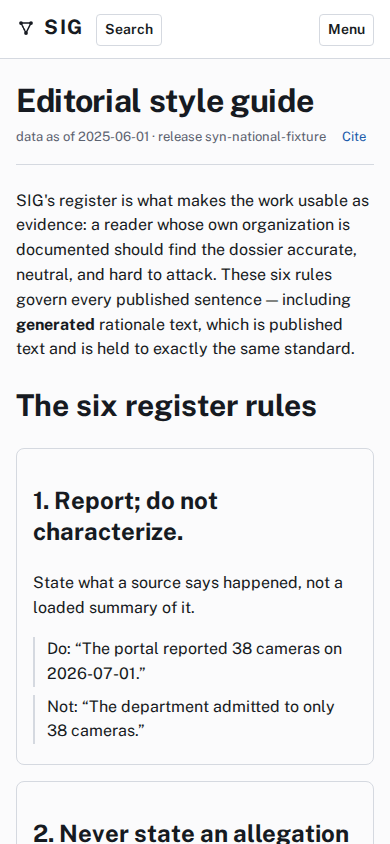 SIG
Search
Menu
Editorial style guide
data as of 2025-06-01 · release syn-national-fixture Cite
SIG's register is what makes the work usable as
evidence: a reader whose own organization is
documented should find the dossier accurate,
neutral, and hard to attack. These six rules
govern every published sentence — including
generated rationale text, which is published
text and is held to exactly the same standard.
The six register rules
1. Report; do not
characterize.
State what a source says happened, not a
loaded summary of it.
Do: “The portal reported 38 cameras on
2026-07-01.”
Not: “The department admitted to only
38 cameras.”
2. Never state an allegation